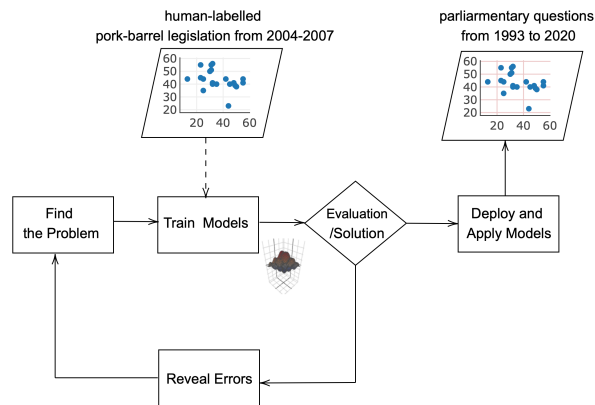 human-labelled
pork-barrel legislation from 2004-2007
parliarmentary questions
from 1993 to 2020
60
50
40
30
20
20 40 60
60
50
40
30
20
20 40 60
Find
the Problem
Train Models
Evaluation
/Solution
Deploy and
Apply Models
Reveal Errors